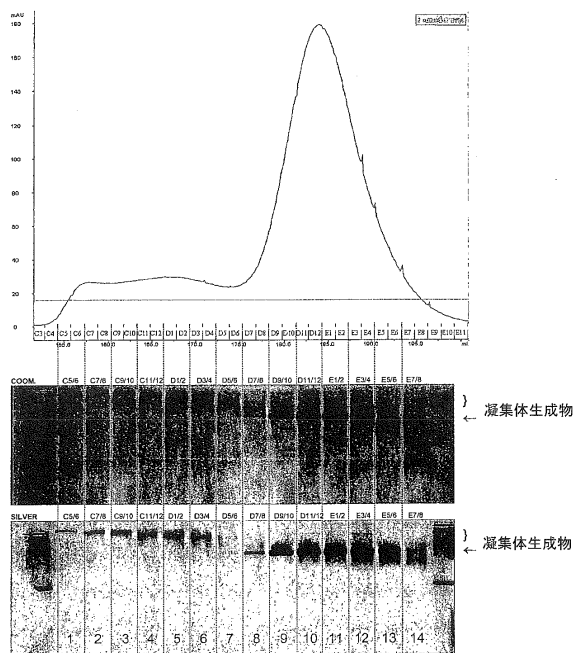 mAU
180
160
140
120
100
80
60
40
20
0
C3 C4 C5 C6 C7 C8 C9 C10 C11 C12 D1 D2 D3 D4 D5 D6 D7 D8 D9 D10 D11 D12 E1 E2 E3 E4 E5 E6 E7 E8 E9 E10 E11
165.0 170.0 175.0 185.0 190.0 195.0 ml
COOM. C5/6 C7/8 C9/10 C11/12 D1/2 D3/4 D5/6 D7/8 D9/10 D11/12 E1/2 E3/4 E5/6 E7/8
} 
← 凝集体生成物
SILVER C5/6 C7/8 C9/10 C11/12 D1/2 D3/4 D5/6 D7/8 D9/10 D11/12 E1/2 E3/4 E5/6 E7/8
}
← 凝集体生成物
1 2 3 4 5 6 7 8 9 10 11 12 13 14